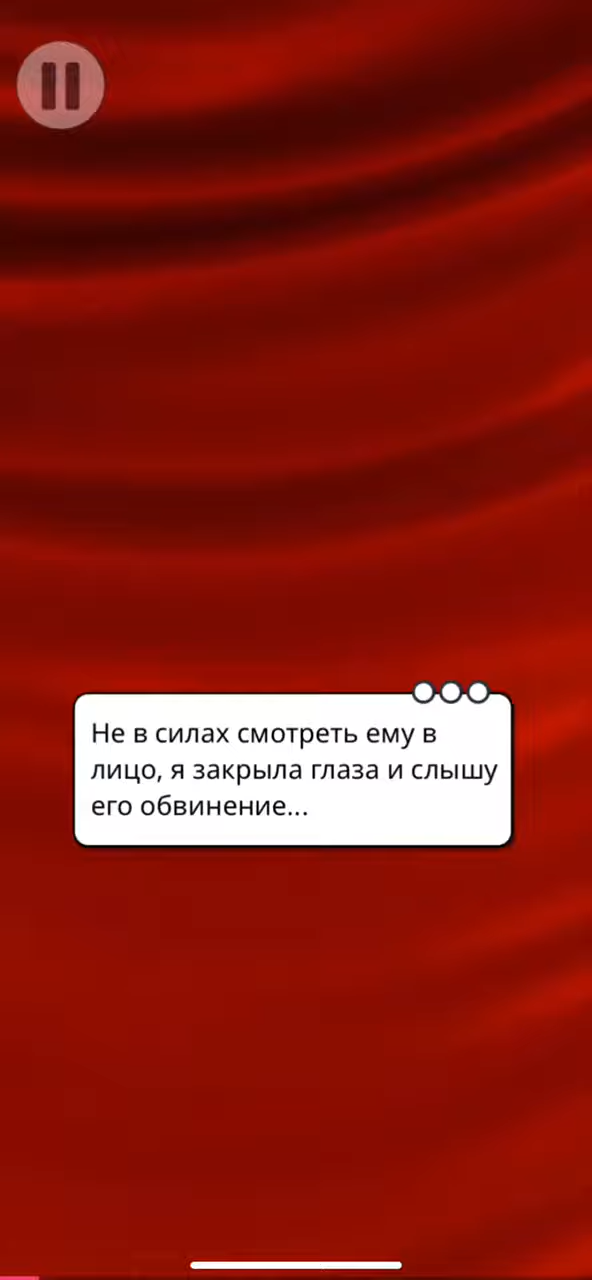 Не в силах смотреть ему в
лицо, я закрыла глаза и слышу
его обвинение...